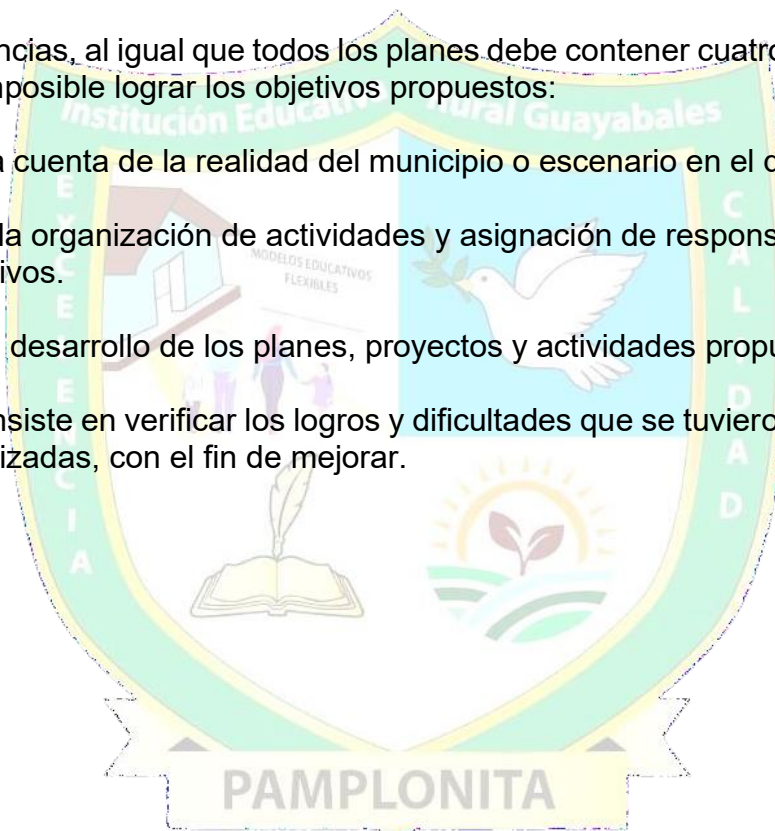 ncias, al igual que todos los planes debe contener cuatro
posible lograr los objetivos propuestos:
Institución Educativa Rural Guayabales
cuenta de la realidad del municipio o escenario en el
la organización de actividades y asignación de respons
ivos.
MODELOS EDUCATIVOS
FLEXIBLES
desarrollo de los planes, proyectos y actividades propu
nsiste en verificar los logros y dificultades que se tuviero
izadas, con el fin de mejorar.
EXCELENCIA
CALIDAD
PAMPLONITA